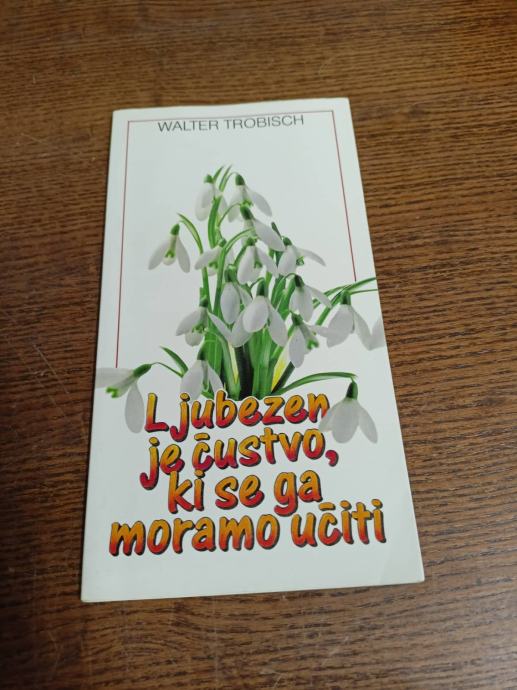 WALTER TROBISCH
Ljubezen
je čustvo,
ki se ga
moramo učiti